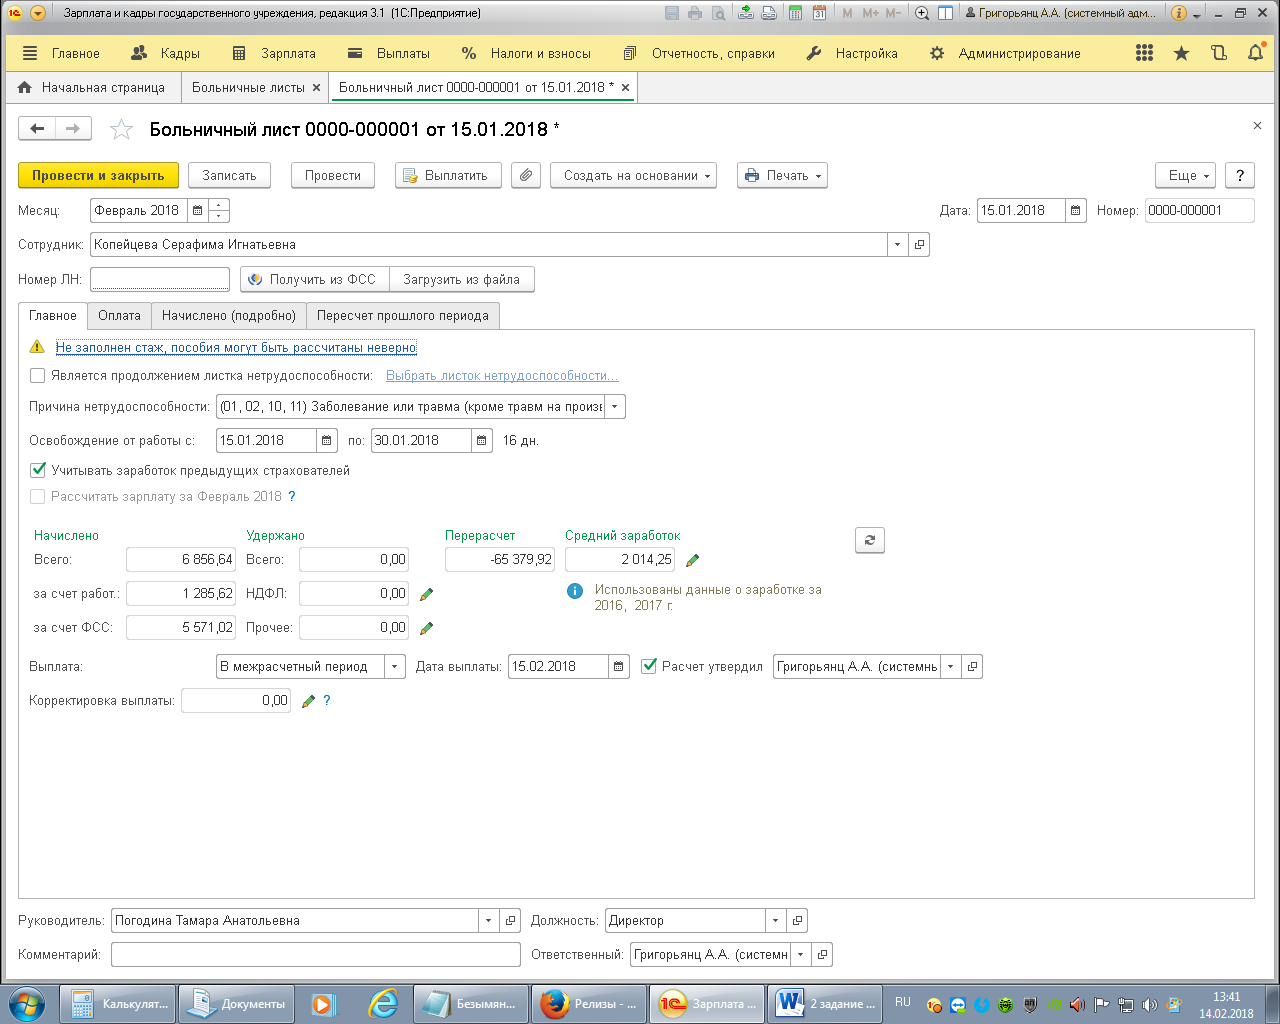 Зарплата и кадры государственного учреждения, редакция 3.1 (1С:Предприятие)
M M+ M- Григорьянц А.А. (системный адм...
Главное Кадры Зарплата Выплаты Налоги и взносы Отчетность, справки Настройка Администрирование
Начальная страница Больничные листы Больничный лист 0000-000001 от 15.01.2018 *
Больничный лист 0000-000001 от 15.01.2018 *
Провести и закрыть Записать Провести Выплатить Создать на основании Печать Еще ?
Месяц: Февраль 2018 Дата: 15.01.2018 Номер: 0000-000001
Сотрудник: Копейцева Серафима Игнатьевна
Номер ЛН: Получить из ФСС Загрузить из файла
Главное Оплата Начислено (подробно) Пересчет прошлого периода
Не заполнен стаж, пособия могут быть рассчитаны неверно
Является продолжением листка нетрудоспособности: Выбрать листок нетрудоспособности...
Причина нетрудоспособности: (01, 02, 10, 11) Заболевание или травма (кроме травм на произв
Освобождение от работы с: 15.01.2018 по: 30.01.2018 16 дн.
Учитывать заработок предыдущих страхователей
Рассчитать зарплату за Февраль 2018 ?
Начислено Удержано Перерасчет Средний заработок
Всего: 6 856,64 Всего: 0,00 -65 379,92 2 014,25
за счет работ.: 1 285,62 НДФЛ: 0,00 Использованы данные о заработке за
2016, 2017 г.
за счет ФСС: 5 571,02 Прочее: 0,00
Выплата: В межрасчетный период Дата выплаты: 15.02.2018 Расчет утвердил Григорьянц А.А. (системнь
Корректировка выплаты: 0,00 ?
Руководитель: Погодина Тамара Анатольевна Должность: Директор
Комментарий: Ответственный: Григорьянц А.А. (системн
Калькулят... Документы Безымян... Релизы - ... Зарплата ... 2 задание ... RU 13:41
14.02.2018